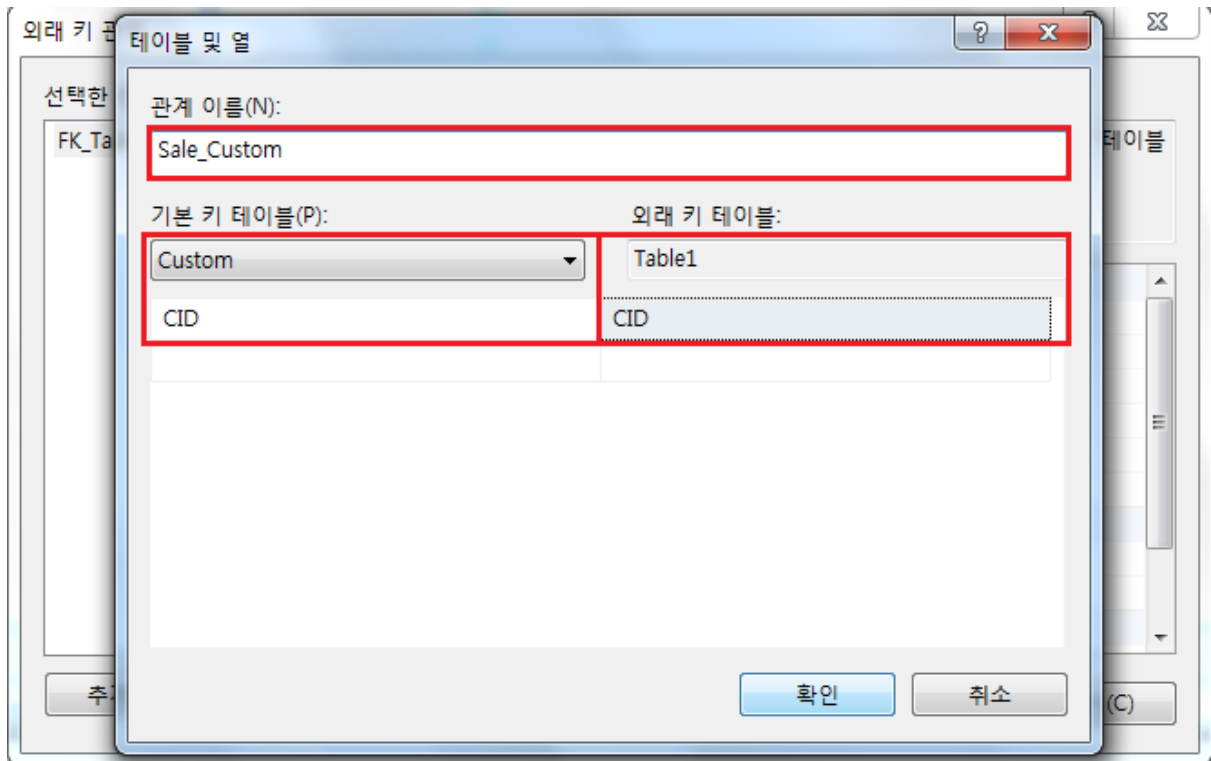 외래 키
테이블 및 열
선택한
FK_Ta
테이블
관계 이름(N):
Sale_Custom
기본 키 테이블(P):
외래 키 테이블:
Custom
Table1
CID
CID
확인
취소
(C)